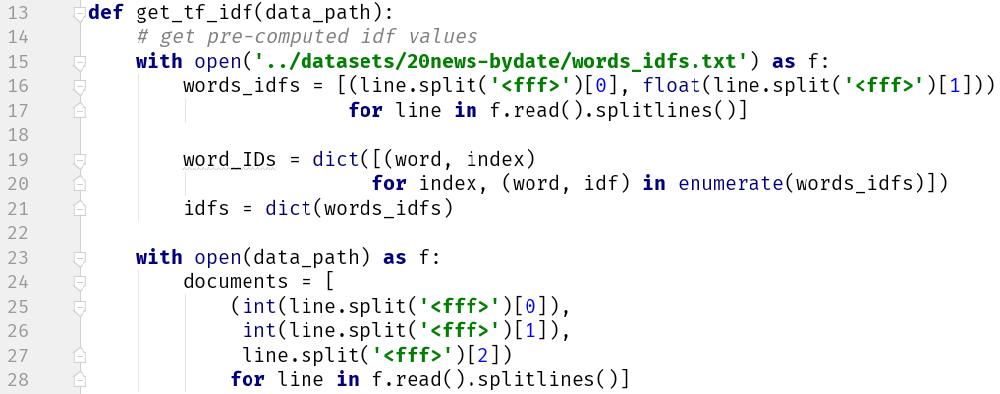 13 def get_tf_idf(data_path):
14     # get pre-computed idf values
15     with open('../datasets/20news-bydate/words_idfs.txt') as f:
16         words_idfs = [(line.split('<fff>')[0], float(line.split('<fff>')[1]))
17                       for line in f.read().splitlines()]
18
19         word_IDs = dict([(word, index)
20                         for index, (word, idf) in enumerate(words_idfs)])
21         idfs = dict(words_idfs)
22
23     with open(data_path) as f:
24         documents = [
25             (int(line.split('<fff>')[0]),
26              int(line.split('<fff>')[1]),
27              line.split('<fff>')[2])
28             for line in f.read().splitlines()]